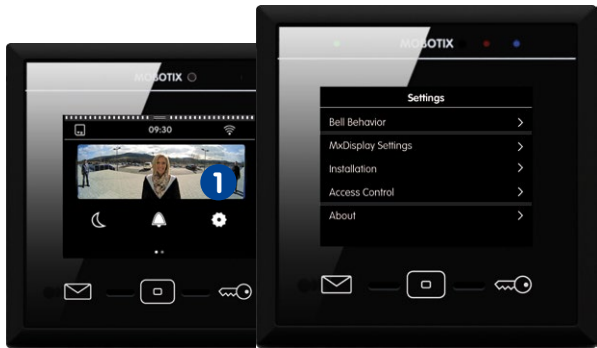 MOBOTIX
09:30
1
MOBOTIX
Settings
Bell Behavior
MxDisplay Settings
Installation
Access Control
About